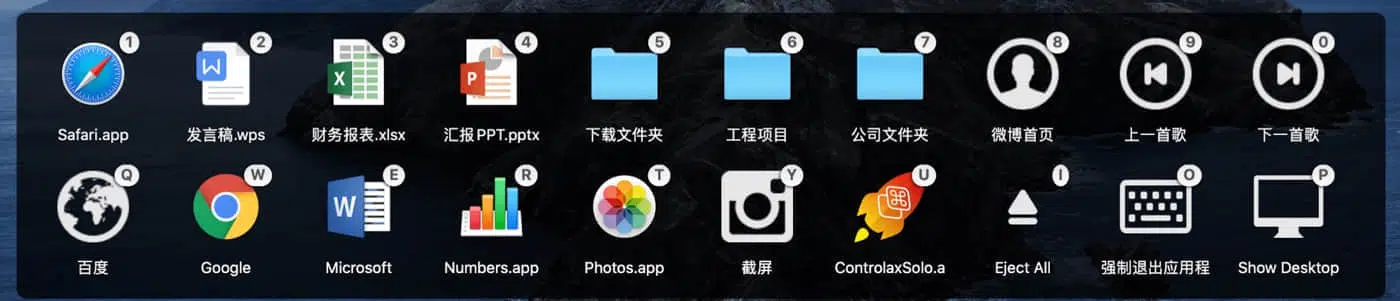 1 2 3 4 5 6 7 8 9 0
Safari.app 发言稿.wps 财务报表.xlsx 汇报PPT.pptx 下载文件夹 工程项目 公司文件夹 微博首页 上一首歌 下一首歌
Q W E R T Y U I O P
百度 Google Microsoft Numbers.app Photos.app 截屏 ControlaxSolo.a Eject All 强制退出应用程 Show Desktop